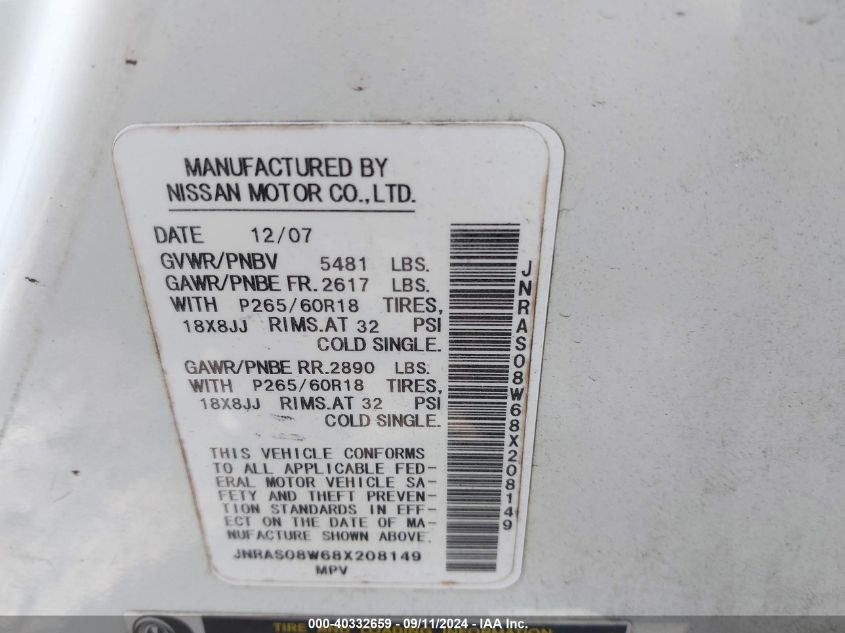 MANUFACTURED BY
NISSAN MOTOR CO.,LTD.
DATE 12/07
GVWR/PNBV 5481 LBS.
GAWR/PNBE FR. 2617 LBS.
WITH P265/60R18 TIRES,
18X8JJ RIMS.AT 32 PSI
COLD SINGLE.
GAWR/PNBE RR. 2890 LBS.
WITH P265/60R18 TIRES,
18X8JJ RIMS.AT 32 PSI
COLD SINGLE.
THIS VEHICLE CONFORMS
TO ALL APPLICABLE FED-
ERAL MOTOR VEHICLE SA-
FETY AND THEFT PREVEN-
TION STANDARDS IN EFF-
ECT ON THE DATE OF MA-
NUFACTURE SHOWN ABOVE.
JNRAS08W68X208149
MPV
JNRAS08W68X208149
TIRE AND LOADING INFORMATION
000-40332659 - 09/11/2024 - IAA Inc.